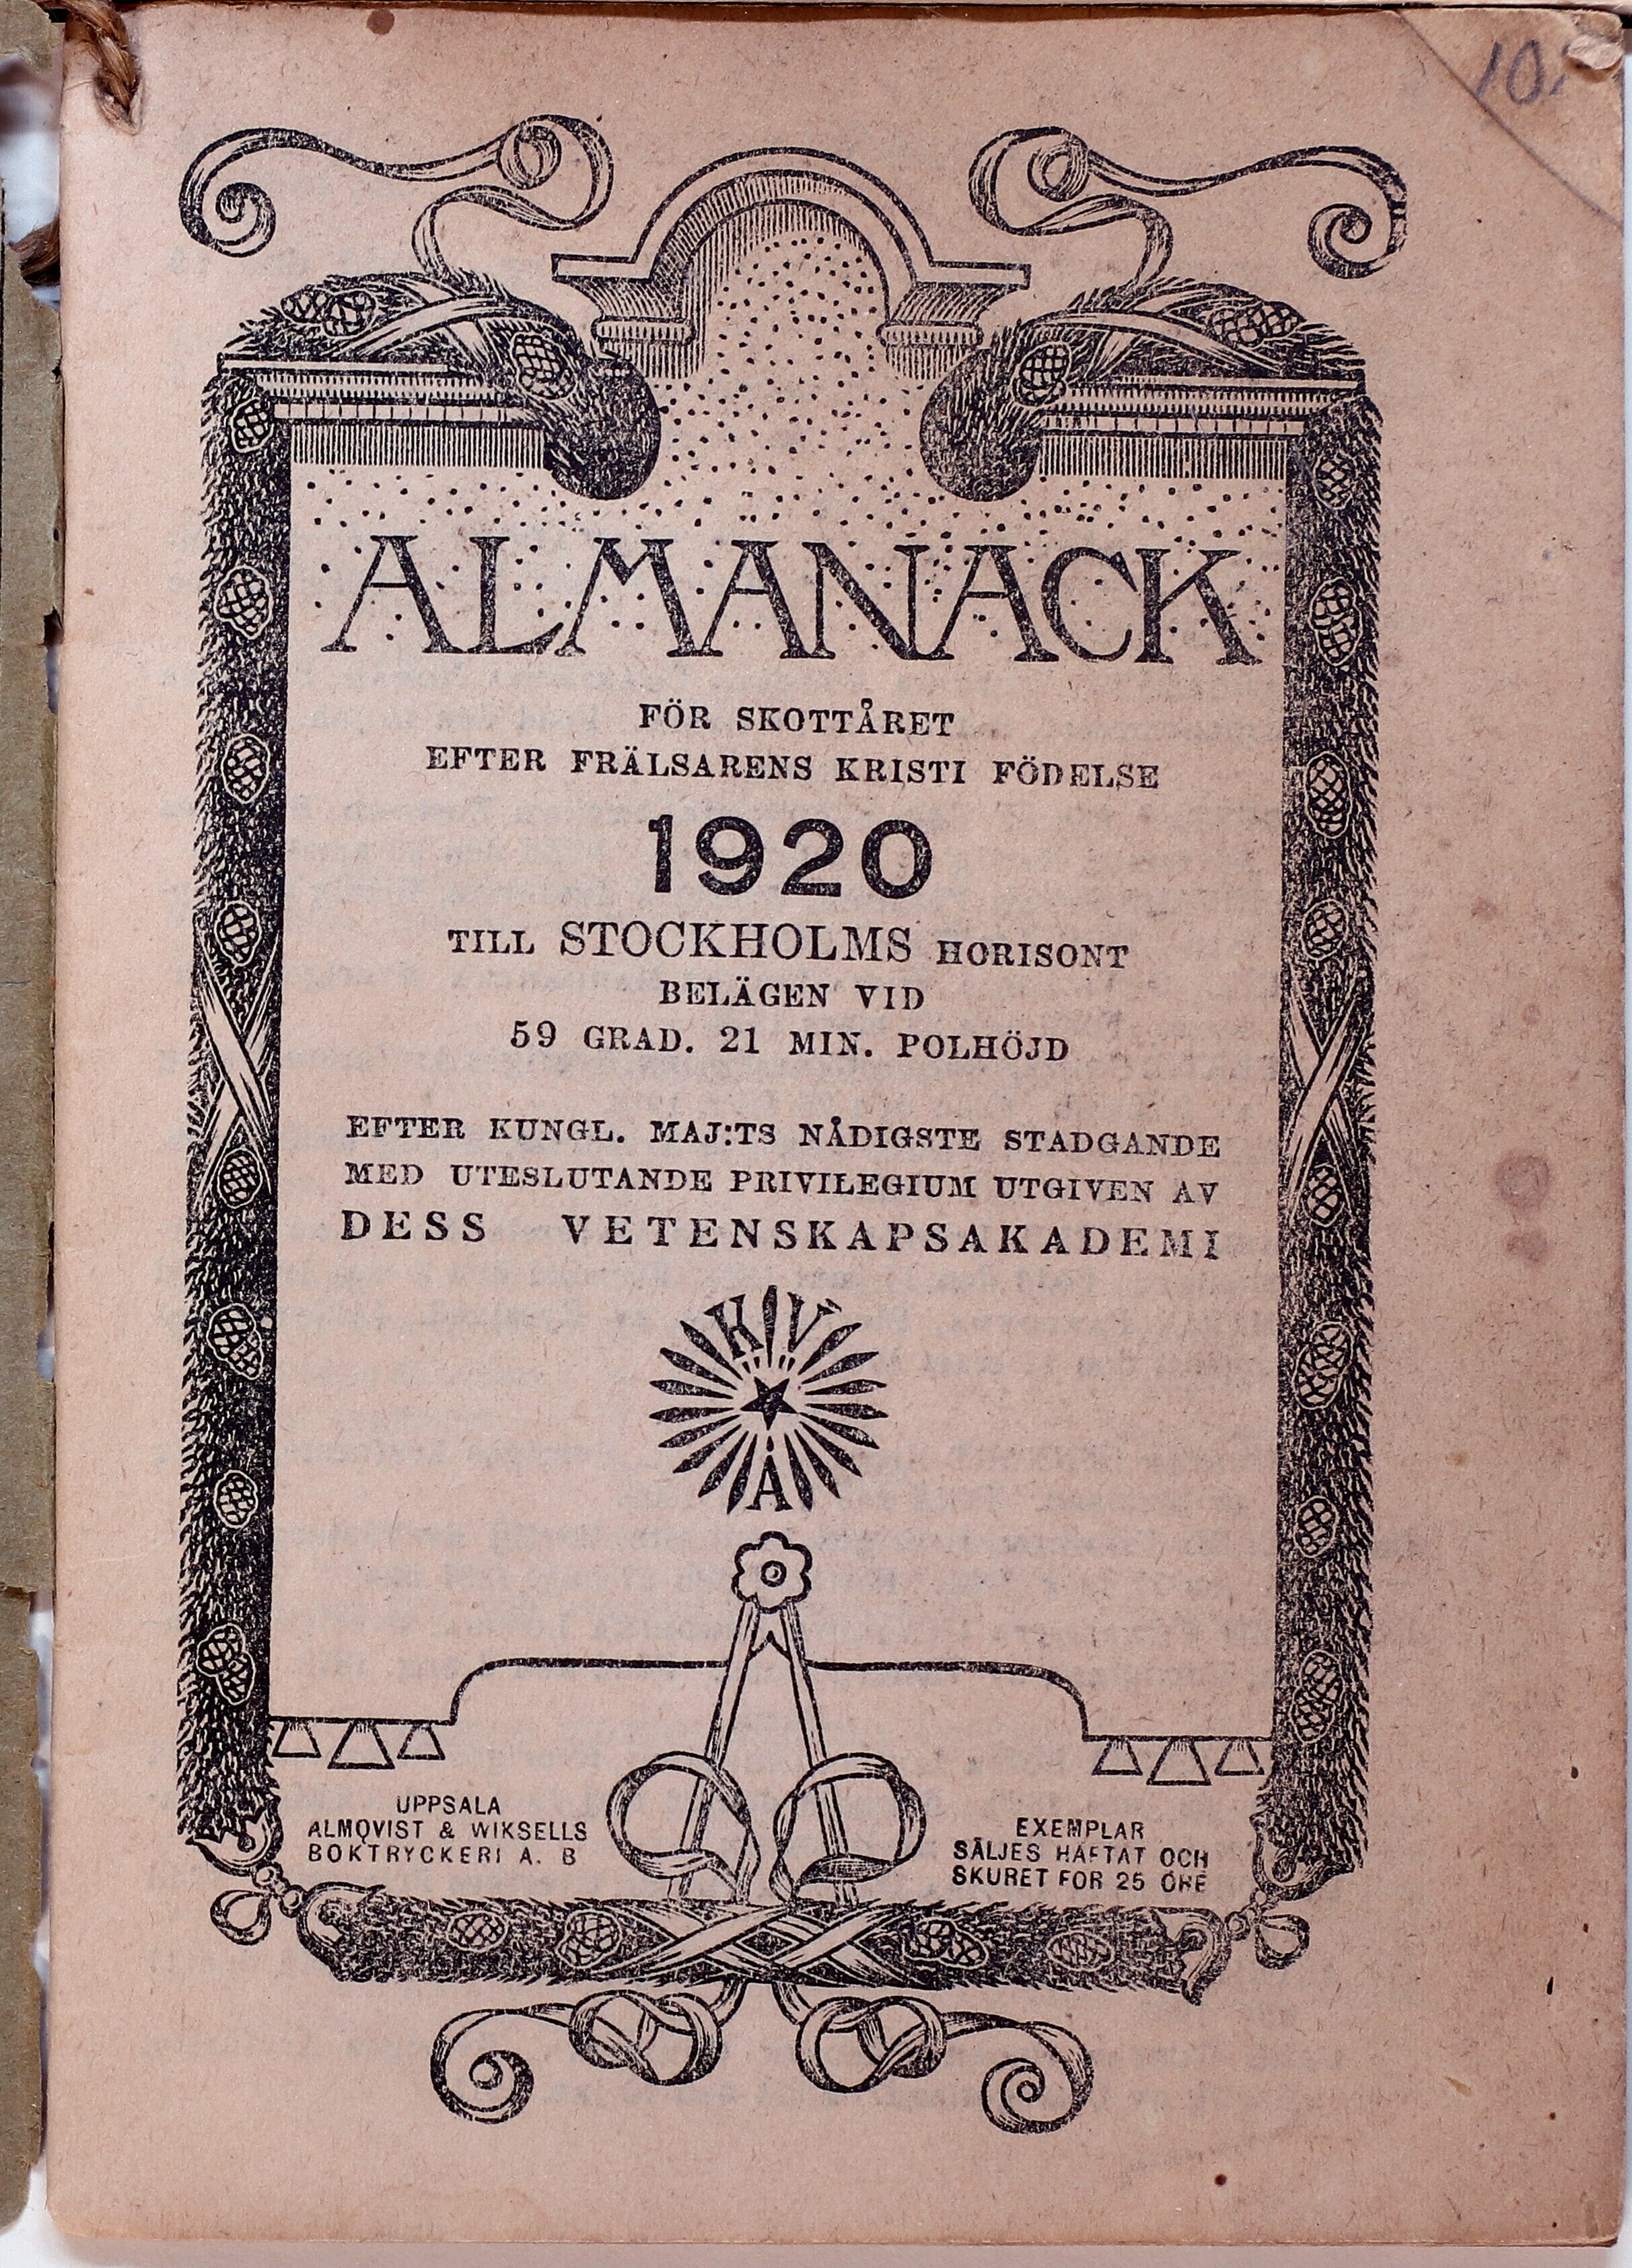 10.
ALMANACK
FÖR SKOTTÅRET
EFTER FRÄLSARENS KRISTI FÖDELSE
1920
TILL STOCKHOLMS HORISONT
BELÄGEN VID
59 GRAD. 21 MIN. POLHÖJD
EFTER KUNGL. MAJ:TS NÅDIGSTE STADGANDE
MED UTESLUTANDE PRIVILEGIUM UTGIVEN AV
DESS VETENSKAPSAKADEMI
K V
A
UPPSALA
ALMQVIST & WIKSELLS
BOKTRYCKERI A. B
EXEMPLAR
SÄLJES HÄFTAT OCH
SKURET FÖR 25 ÖRE